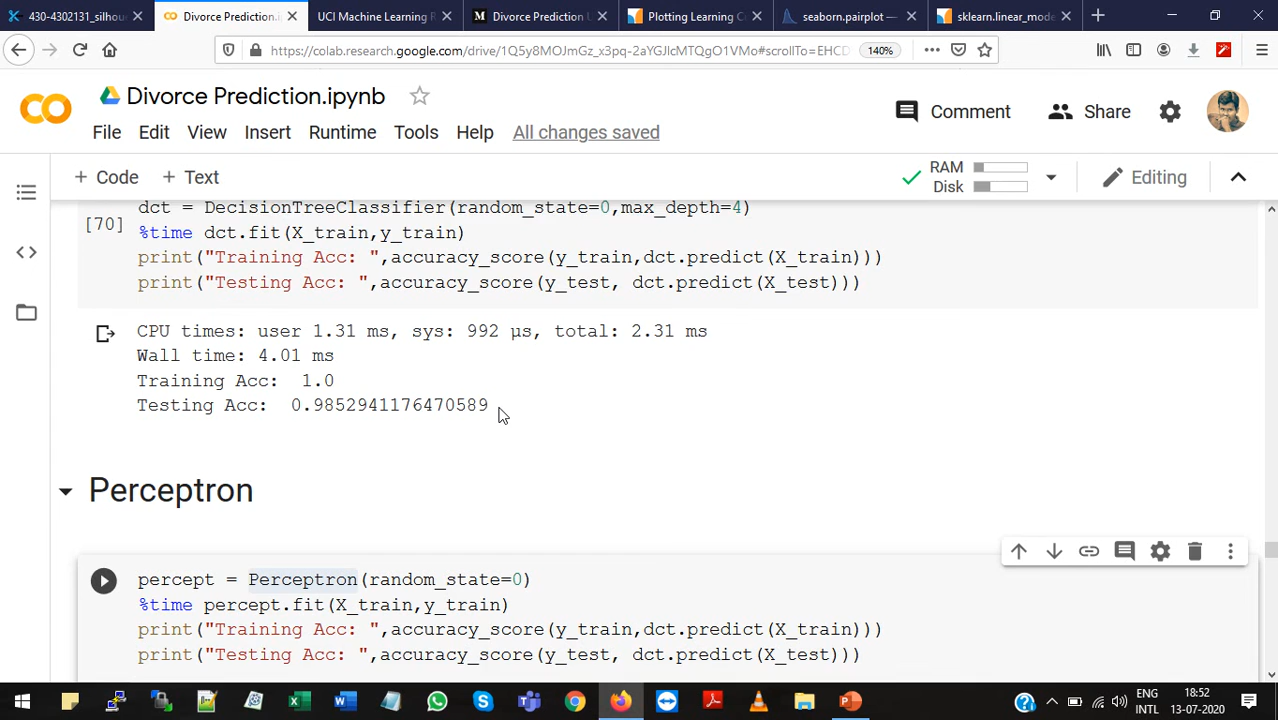 430-4302131_silhou
Divorce Prediction.i
UCI Machine Learning R
Divorce Prediction U
Plotting Learning C
seaborn.pairplot —
sklearn.linear_mode
https://colab.research.google.com/drive/1Q5y8MOJmGz_x3pq-2aYGJlcMTQgO1VMo#scrollTo=EHCD
140%
Divorce Prediction.ipynb
Comment
Share
File Edit View Insert Runtime Tools Help All changes saved
+ Code + Text
RAM
Disk
Editing
dct = DecisionTreeClassifier(random_state=0,max_depth=4)
[70]
%time dct.fit(X_train,y_train)
print("Training Acc: ",accuracy_score(y_train,dct.predict(X_train)))
print("Testing Acc: ",accuracy_score(y_test, dct.predict(X_test)))
CPU times: user 1.31 ms, sys: 992 µs, total: 2.31 ms
Wall time: 4.01 ms
Training Acc:  1.0
Testing Acc:  0.9852941176470589
Perceptron
percept = Perceptron(random_state=0)
%time percept.fit(X_train,y_train)
print("Training Acc: ",accuracy_score(y_train,dct.predict(X_train)))
print("Testing Acc: ",accuracy_score(y_test, dct.predict(X_test)))
ENG
INTL
18:52
13-07-2020